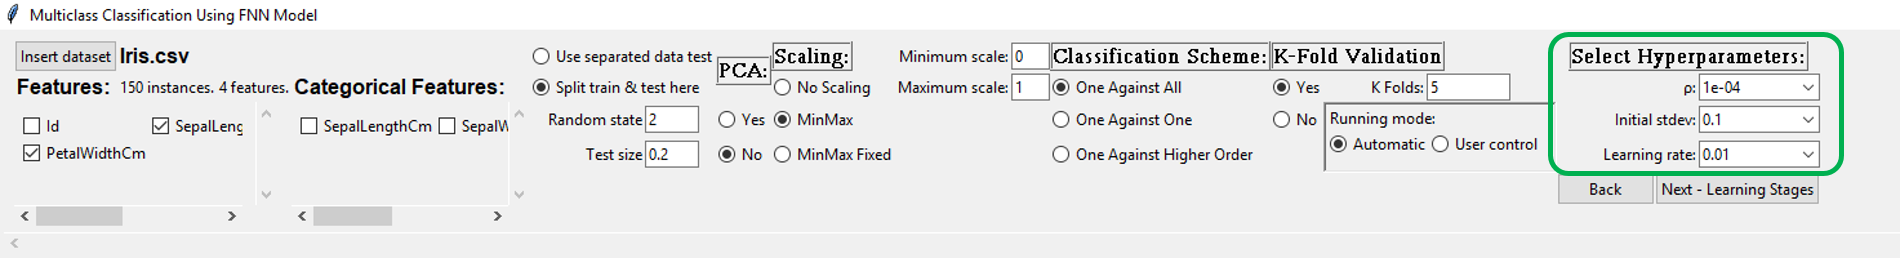 Multiclass Classification Using FNN Model
Insert dataset Iris.csv
Features: 150 instances. 4 features. Categorical Features:
Id SepalLeng
PetalWidthCm
SepalLengthCm SepalW
Use separated data test
Split train & test here
Random state 2
Test size 0.2
PCA:
Yes
No
Scaling:
No Scaling
MinMax
MinMax Fixed
Minimum scale: 0
Maximum scale: 1
Classification Scheme:
One Against All
One Against One
One Against Higher Order
K-Fold Validation
Yes K Folds: 5
No
Running mode:
Automatic User control
Select Hyperparameters:
ρ: 1e-04
Initial stdev: 0.1
Learning rate: 0.01
Back Next - Learning Stages